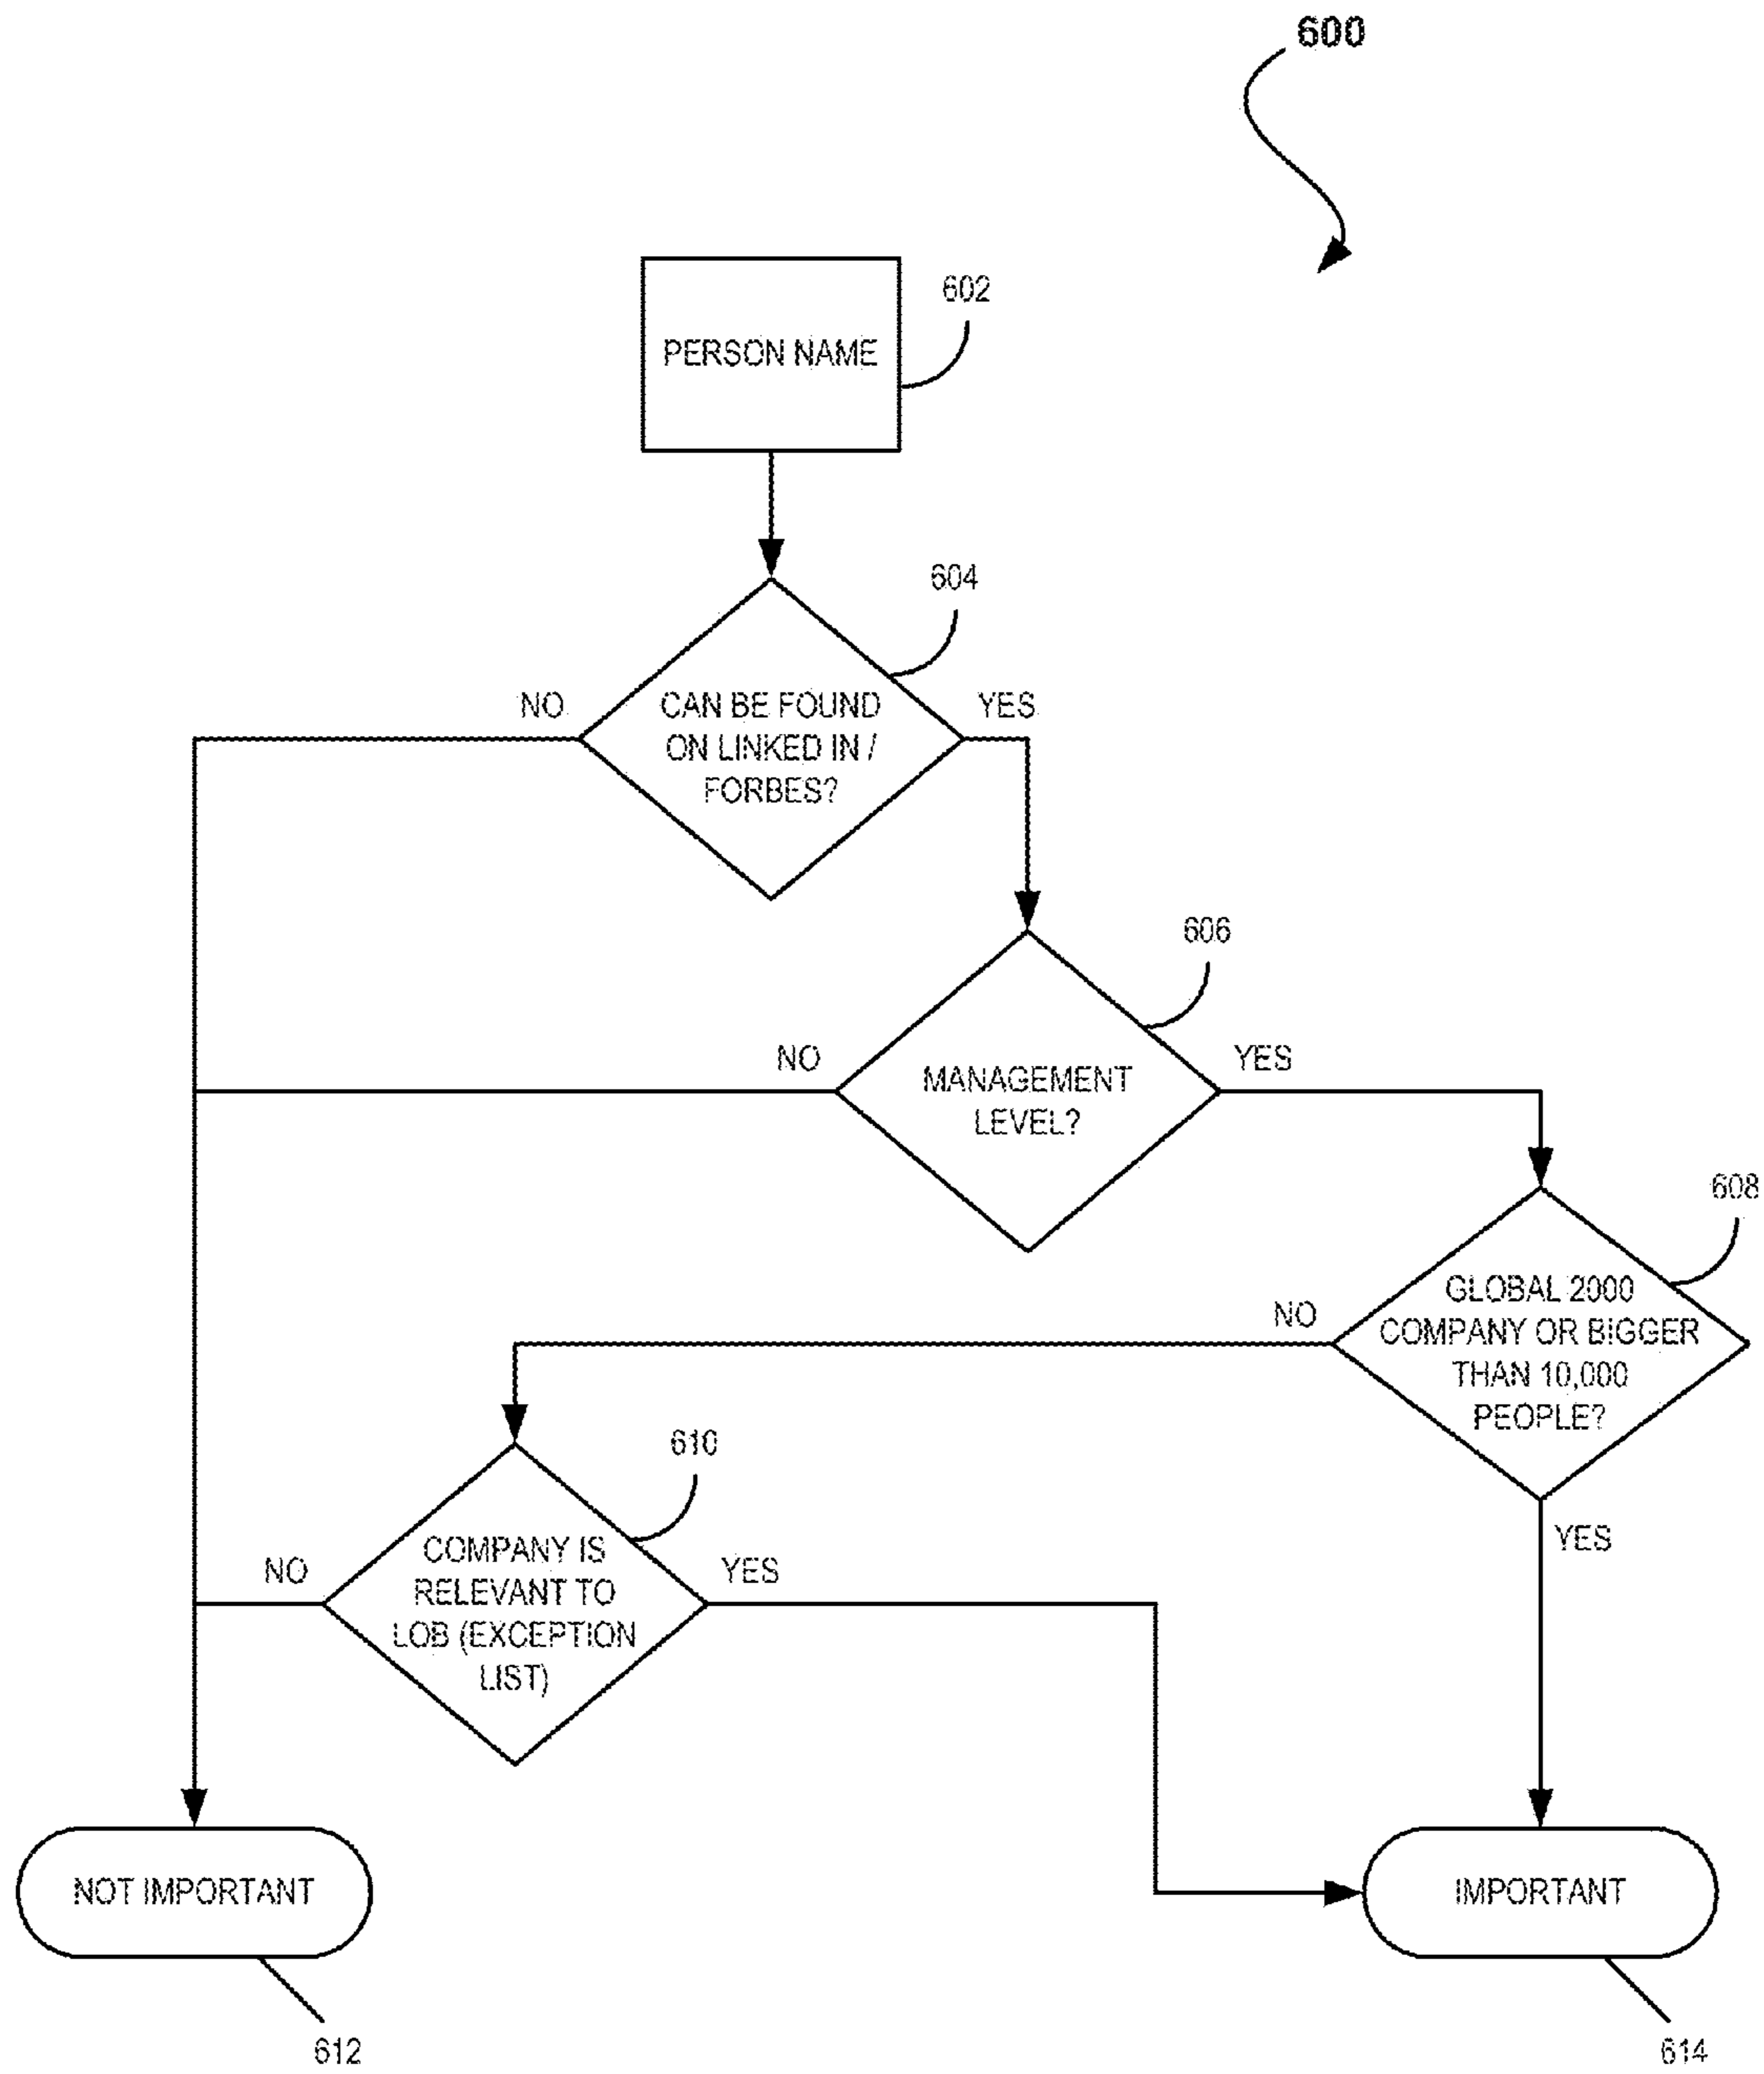 600
PERSON NAME
602
604
NO
CAN BE FOUND
ON LINKED IN /
FORBES?
YES
606
NO
MANAGEMENT
LEVEL?
YES
608
NO
GLOBAL 2000
COMPANY OR BIGGER
THAN 10,000
PEOPLE?
YES
610
NO
COMPANY IS
RELEVANT TO
LOB (EXCEPTION
LIST)
YES
NOT IMPORTANT
IMPORTANT
612
614